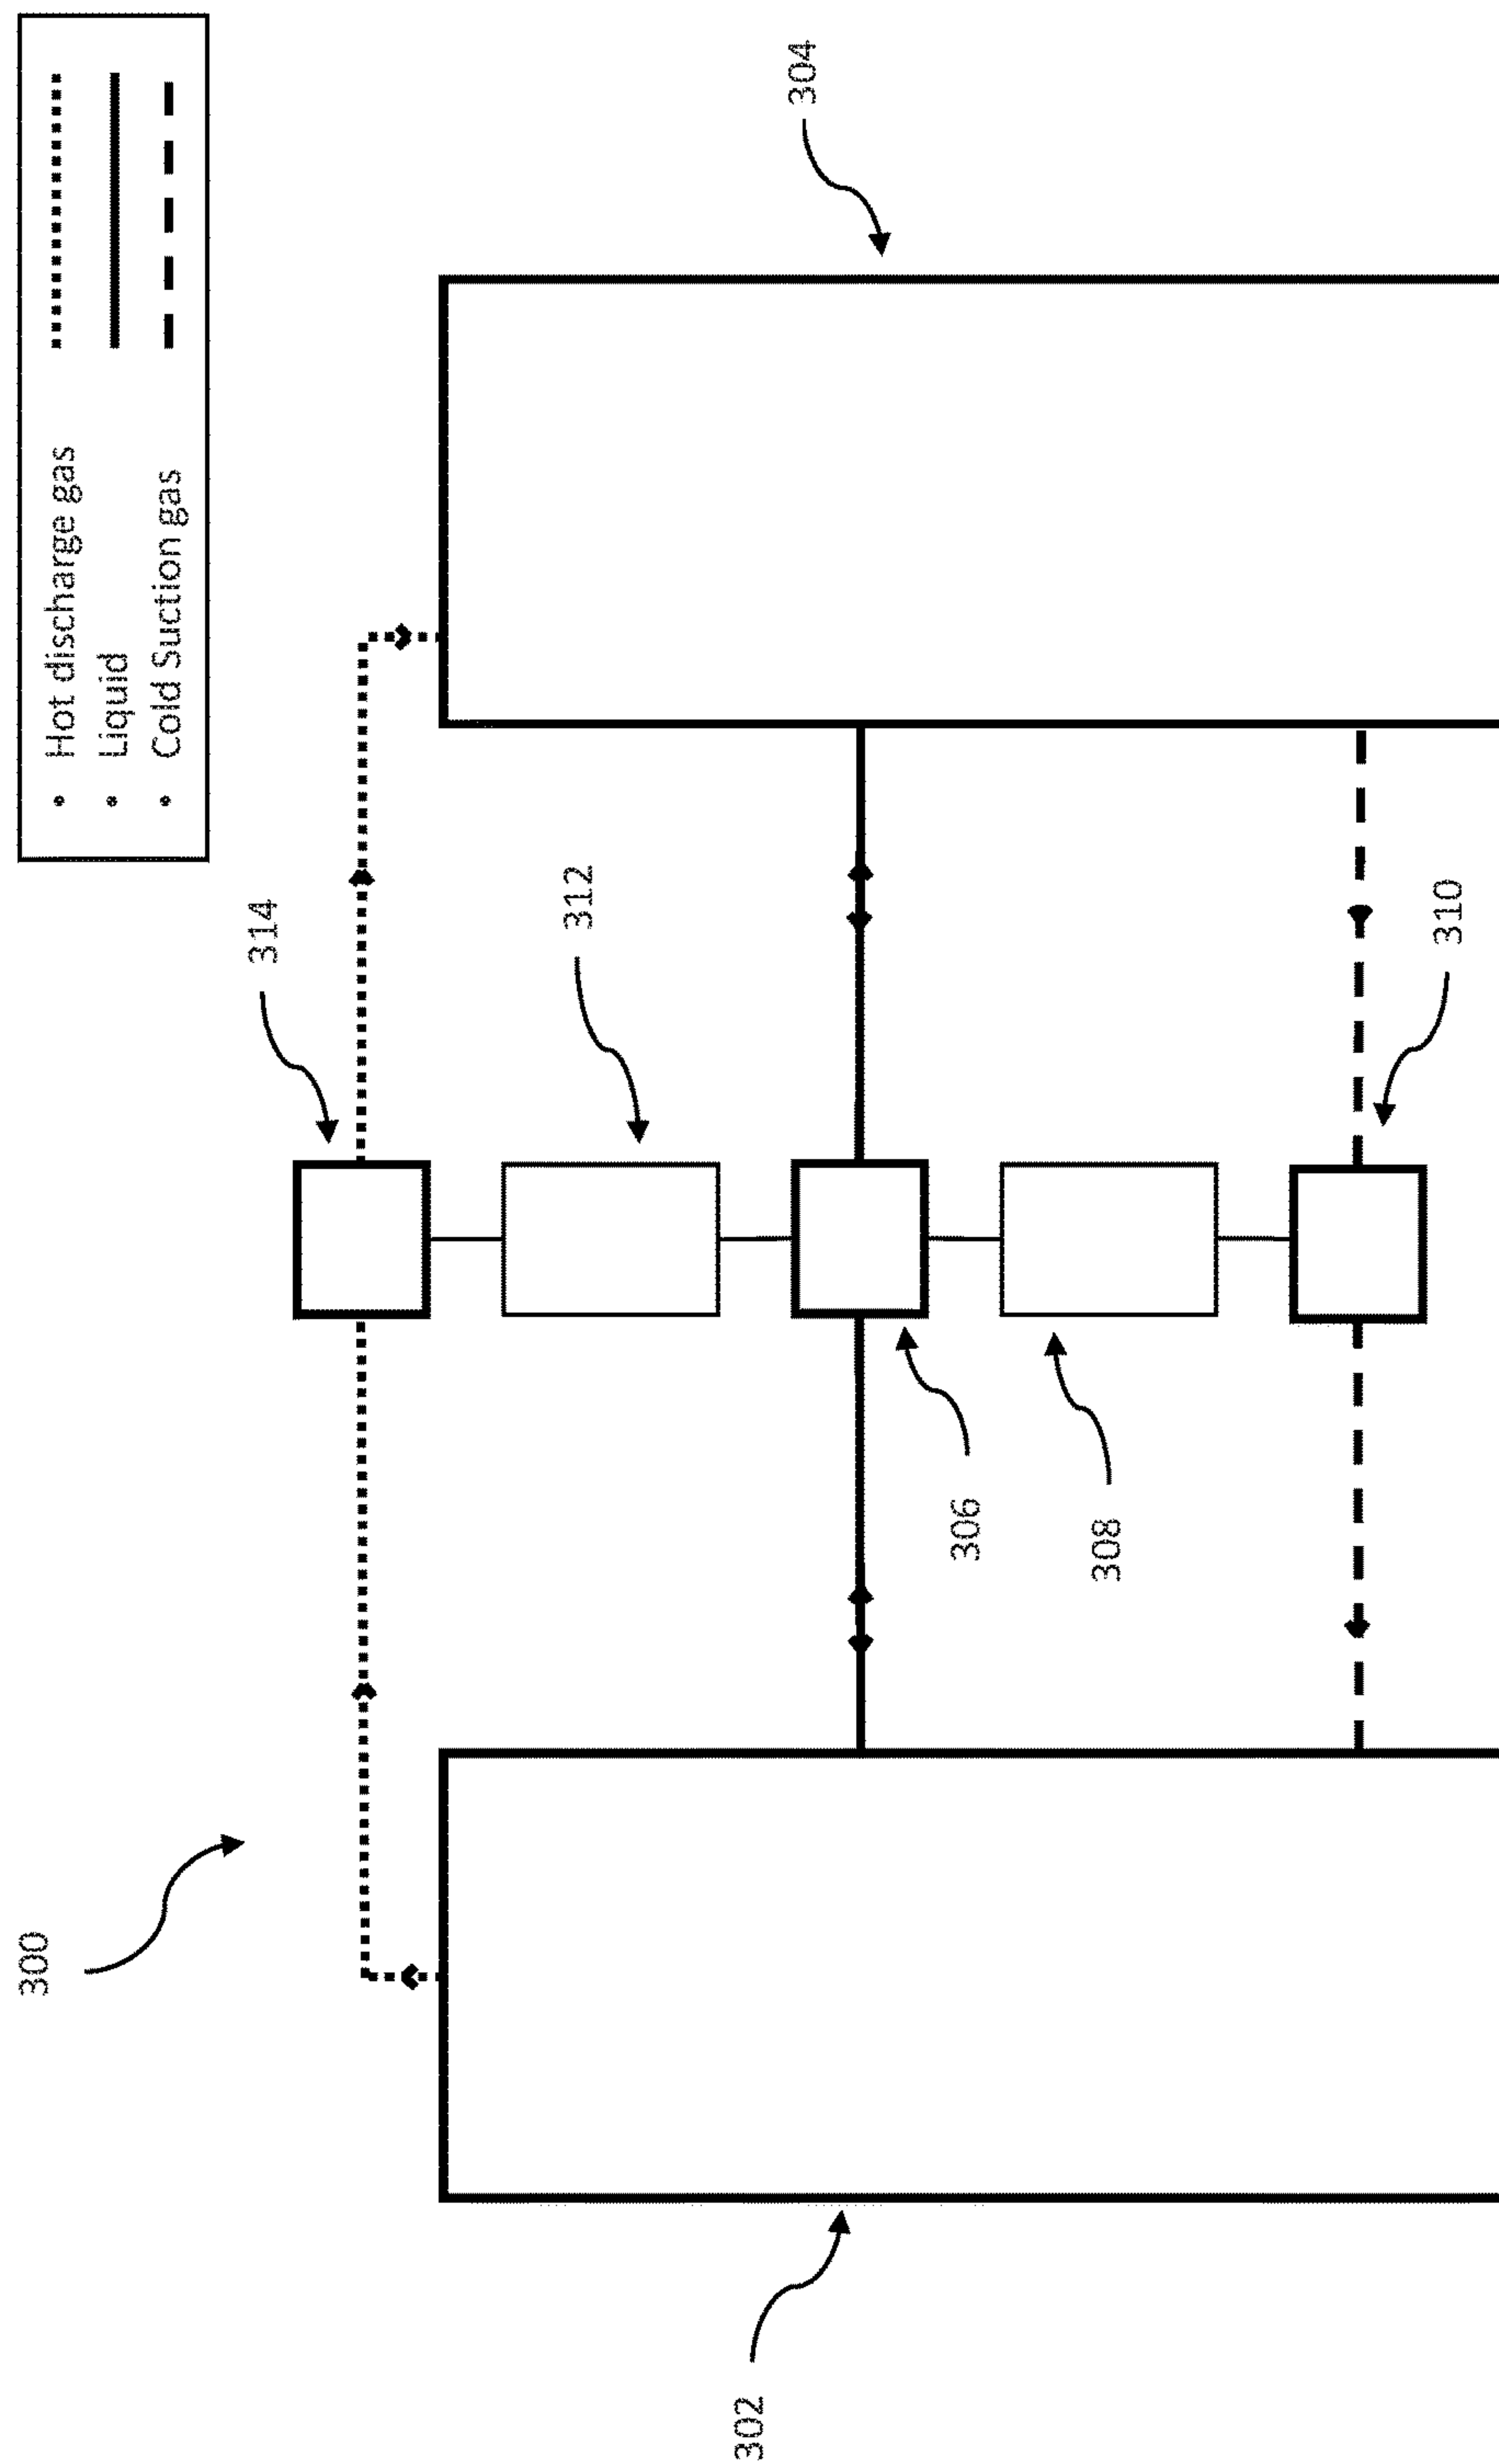 300
302
304
306
308
310
312
314
• Hot discharge gas
• Liquid
• Cold Suction gas